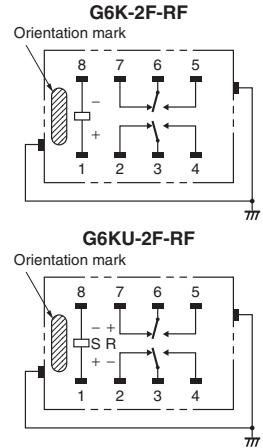 G6K-2F-RF
Orientation mark
8 7 6 5
−
+
1 2 3 4
G6KU-2F-RF
Orientation mark
8 7 6 5
− +
S R
+ −
1 2 3 4